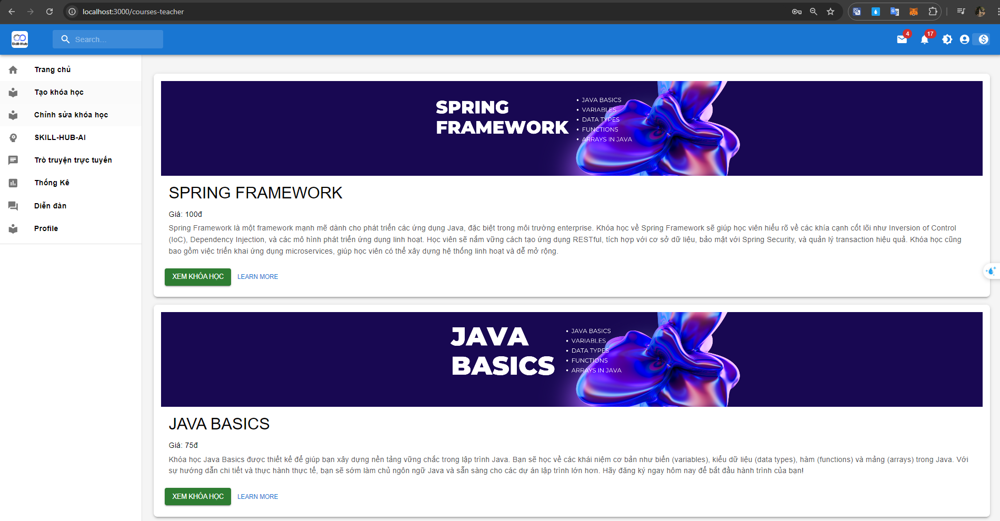 localhost:3000/courses-teacher
Skill-Hub
Search...
4
17
Trang chủ
Tạo khóa học
Chỉnh sửa khóa học
SKILL-HUB-AI
Trò truyện trực tuyến
Thống Kê
Diễn đàn
Profile
SPRING
FRAMEWORK
• JAVA BASICS
• VARIABLES
• DATA TYPES
• FUNCTIONS
• ARRAYS IN JAVA
SPRING FRAMEWORK
Giá: 100đ
Spring Framework là một framework mạnh mẽ dành cho phát triển các ứng dụng Java, đặc biệt trong môi trường enterprise. Khóa học về Spring Framework sẽ giúp học viên hiểu rõ về các khía cạnh cốt lõi như Inversion of Control
(IoC), Dependency Injection, và các mô hình phát triển ứng dụng linh hoạt. Học viên sẽ nắm vững cách tạo ứng dụng RESTful, tích hợp với cơ sở dữ liệu, bảo mật với Spring Security, và quản lý transaction hiệu quả. Khóa học cũng
bao gồm việc triển khai ứng dụng microservices, giúp học viên có thể xây dựng hệ thống linh hoạt và dễ mở rộng.
XEM KHÓA HỌC LEARN MORE
JAVA
BASICS
• JAVA BASICS
• VARIABLES
• DATA TYPES
• FUNCTIONS
• ARRAYS IN JAVA
JAVA BASICS
Giá: 75đ
Khóa học Java Basics được thiết kế để giúp bạn xây dựng nền tảng vững chắc trong lập trình Java. Bạn sẽ học về các khái niệm cơ bản như biến (variables), kiểu dữ liệu (data types), hàm (functions) và mảng (arrays) trong Java. Với
sự hướng dẫn chi tiết và thực hành thực tế, bạn sẽ sớm làm chủ ngôn ngữ Java và sẵn sàng cho các dự án lập trình lớn hơn. Hãy đăng ký ngay hôm nay để bắt đầu hành trình của bạn!
XEM KHÓA HỌC LEARN MORE